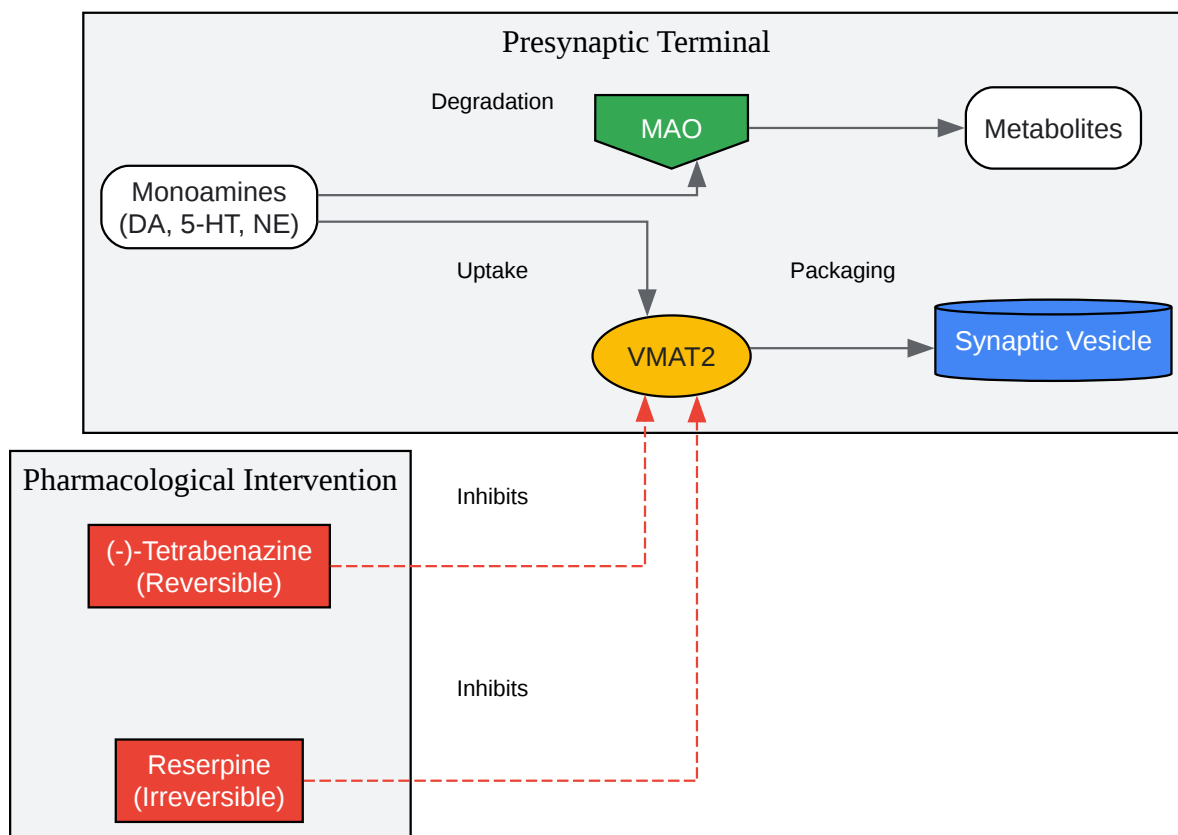 Presynaptic Terminal
Degradation
MAO
Metabolites
Monoamines
(DA, 5-HT, NE)
Uptake
Packaging
VMAT2
Synaptic Vesicle
Pharmacological Intervention
Inhibits
(-)-Tetrabenazine
(Reversible)
Inhibits
Reserpine
(Irreversible)